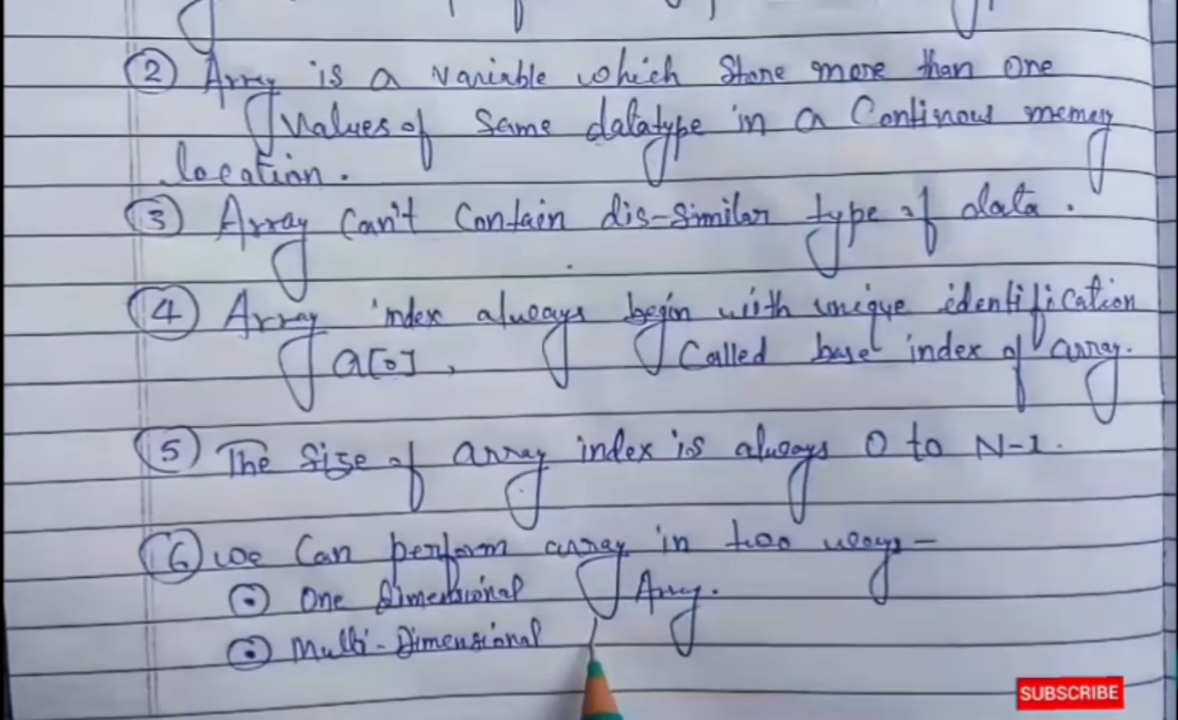 ② Array is a variable which Store more than one
Values of same datatype in a Continous memory
location.
③ Array Can't Contain dis-similar type of data.
④ Array index always begin with unique identification
a[0], Called base index of array.
⑤ The Size of array index is always 0 to N-1.
⑥ we Can perform array in two ways-
One Dimensional Array.
Multi-Dimensional
SUBSCRIBE